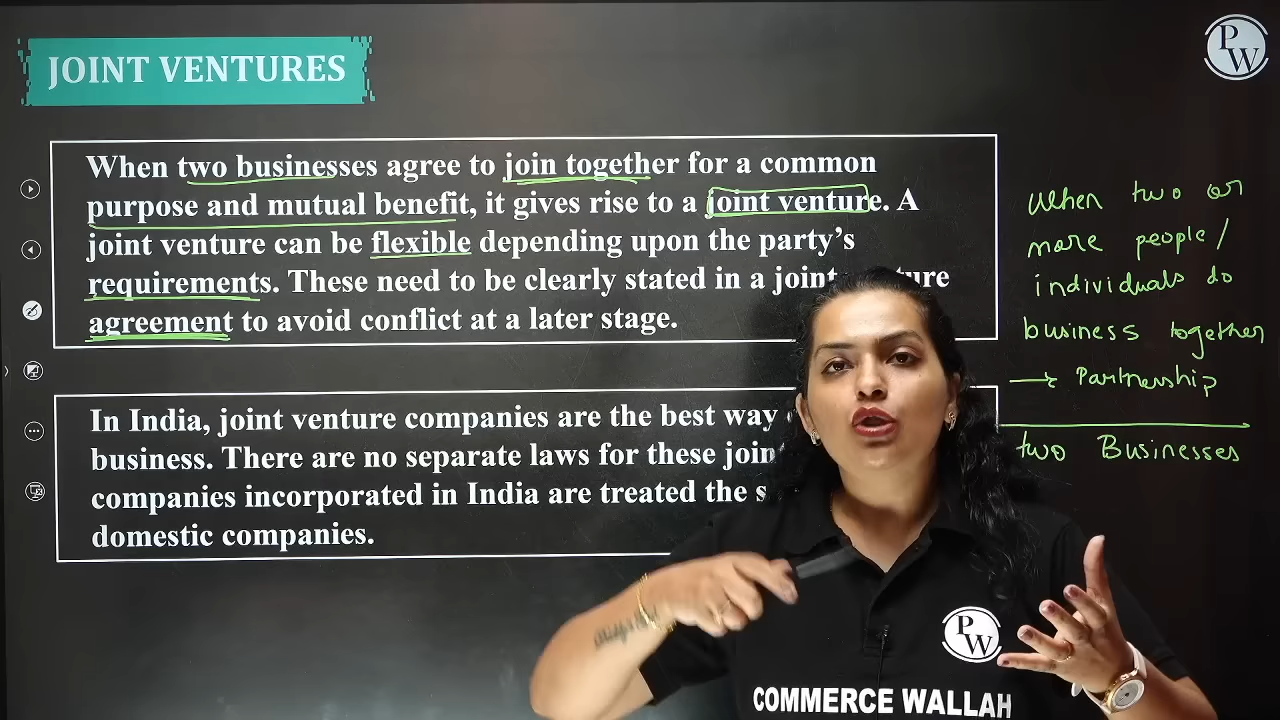 JOINT VENTURES
PW
When two businesses agree to join together for a common
purpose and mutual benefit, it gives rise to a joint venture. A
joint venture can be flexible depending upon the party's
requirements. These need to be clearly stated in a joint
agreement to avoid conflict at a later stage.
In India, joint venture companies are the best way
business. There are no separate laws for these
companies incorporated in India are treated the
domestic companies.
When two or
more people/
individuals do
business together
→ Partnership
two Businesses
PW
COMMERCE WALLAH